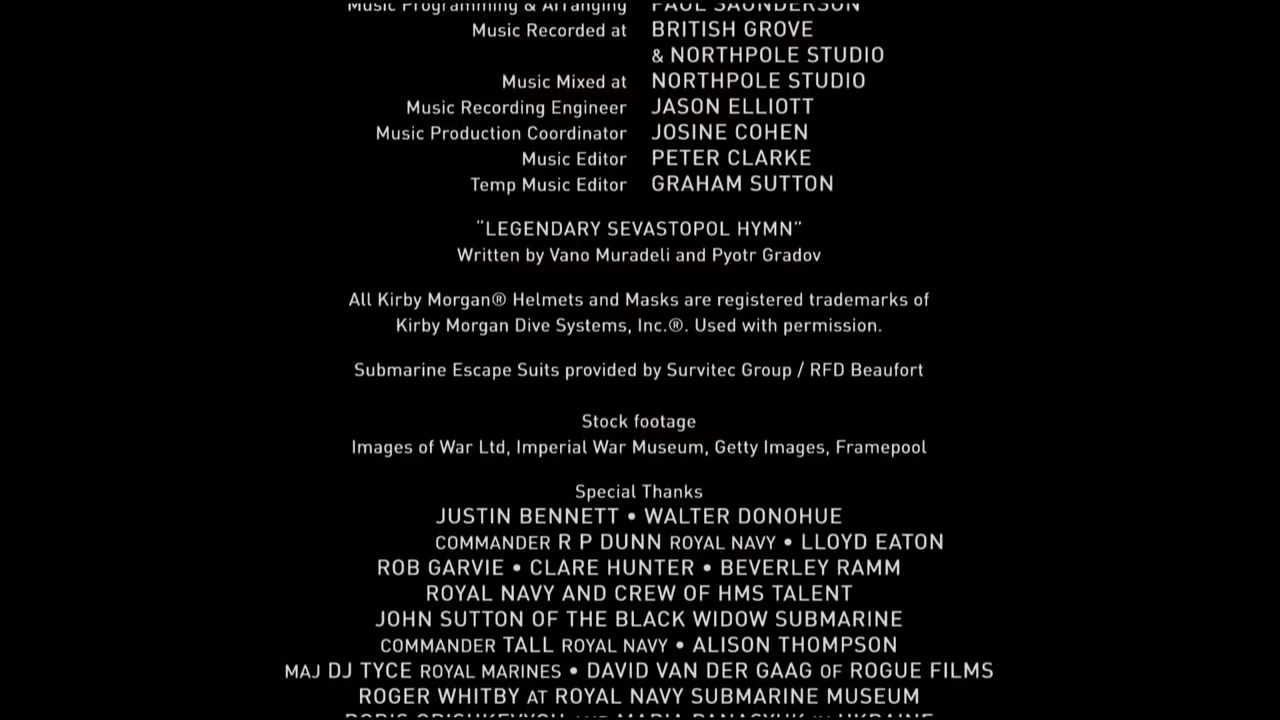 Music Programming & Arranging PAUL SAUNDERSON
Music Recorded at BRITISH GROVE
& NORTHPOLE STUDIO
Music Mixed at NORTHPOLE STUDIO
Music Recording Engineer JASON ELLIOTT
Music Production Coordinator JOSINE COHEN
Music Editor PETER CLARKE
Temp Music Editor GRAHAM SUTTON
“LEGENDARY SEVASTOPOL HYMN”
Written by Vano Muradeli and Pyotr Gradov
All Kirby Morgan® Helmets and Masks are registered trademarks of
Kirby Morgan Dive Systems, Inc.®. Used with permission.
Submarine Escape Suits provided by Survitec Group / RFD Beaufort
Stock footage
Images of War Ltd, Imperial War Museum, Getty Images, Framepool
Special Thanks
JUSTIN BENNETT • WALTER DONOHUE
COMMANDER R P DUNN ROYAL NAVY • LLOYD EATON
ROB GARVIE • CLARE HUNTER • BEVERLEY RAMM
ROYAL NAVY AND CREW OF HMS TALENT
JOHN SUTTON OF THE BLACK WIDOW SUBMARINE
COMMANDER TALL ROYAL NAVY • ALISON THOMPSON
MAJ DJ TYCE ROYAL MARINES • DAVID VAN DER GAAG OF ROGUE FILMS
ROGER WHITBY AT ROYAL NAVY SUBMARINE MUSEUM